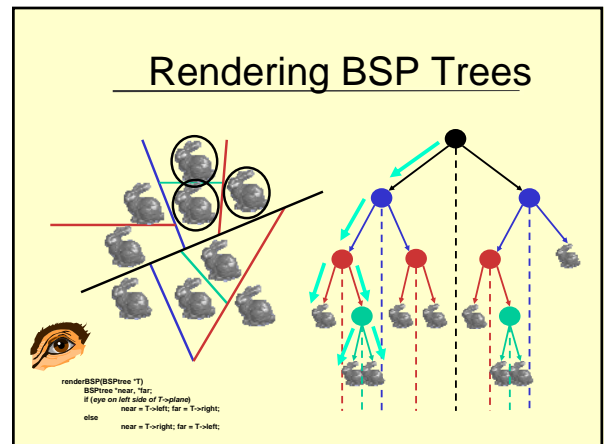 Rendering BSP Trees
renderBSP(BSPtree *T)
BSPtree *near, *far;
if (eye on left side of T->plane)
near = T->left; far = T->right;
else
near = T->right; far = T->left;